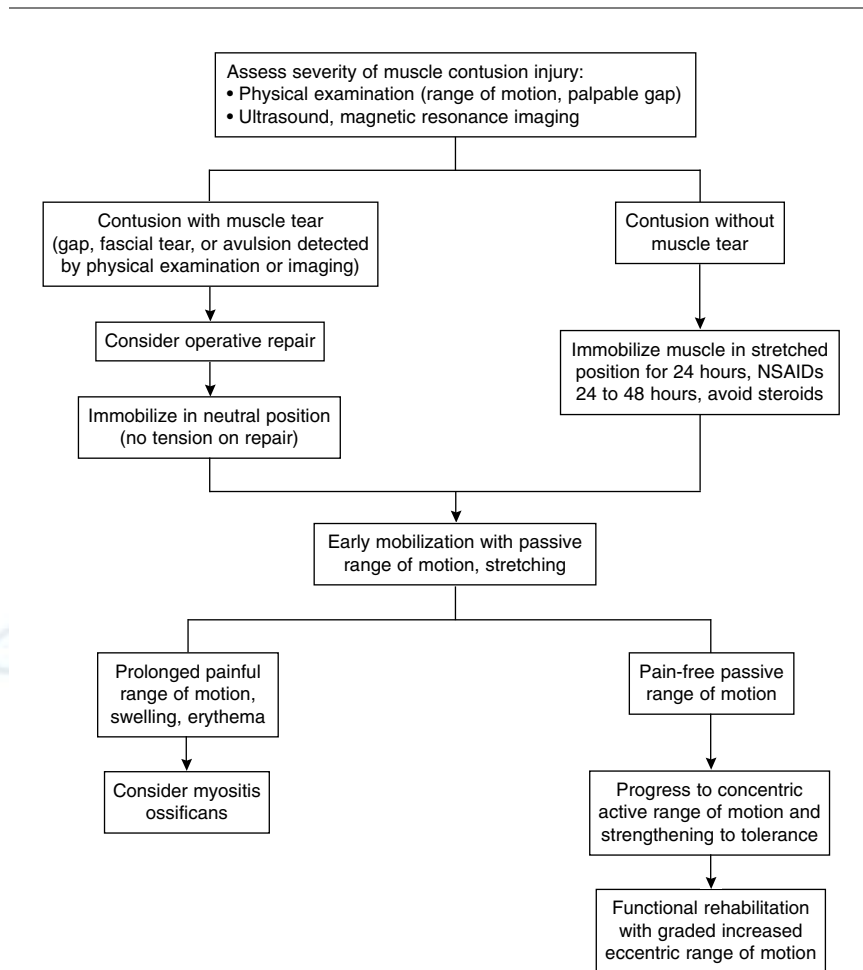 Assess severity of muscle contusion injury:
• Physical examination (range of motion, palpable gap)
• Ultrasound, magnetic resonance imaging
Contusion with muscle tear
(gap, fascial tear, or avulsion detected
by physical examination or imaging)
Contusion without
muscle tear
Consider operative repair
Immobilize muscle in stretched
position for 24 hours, NSAIDs
24 to 48 hours, avoid steroids
Immobilize in neutral position
(no tension on repair)
Early mobilization with passive
range of motion, stretching
Prolonged painful
range of motion,
swelling, erythema
Pain-free passive
range of motion
Consider myositis
ossificans
Progress to concentric
active range of motion and
strengthening to tolerance
Functional rehabilitation
with graded increased
eccentric range of motion